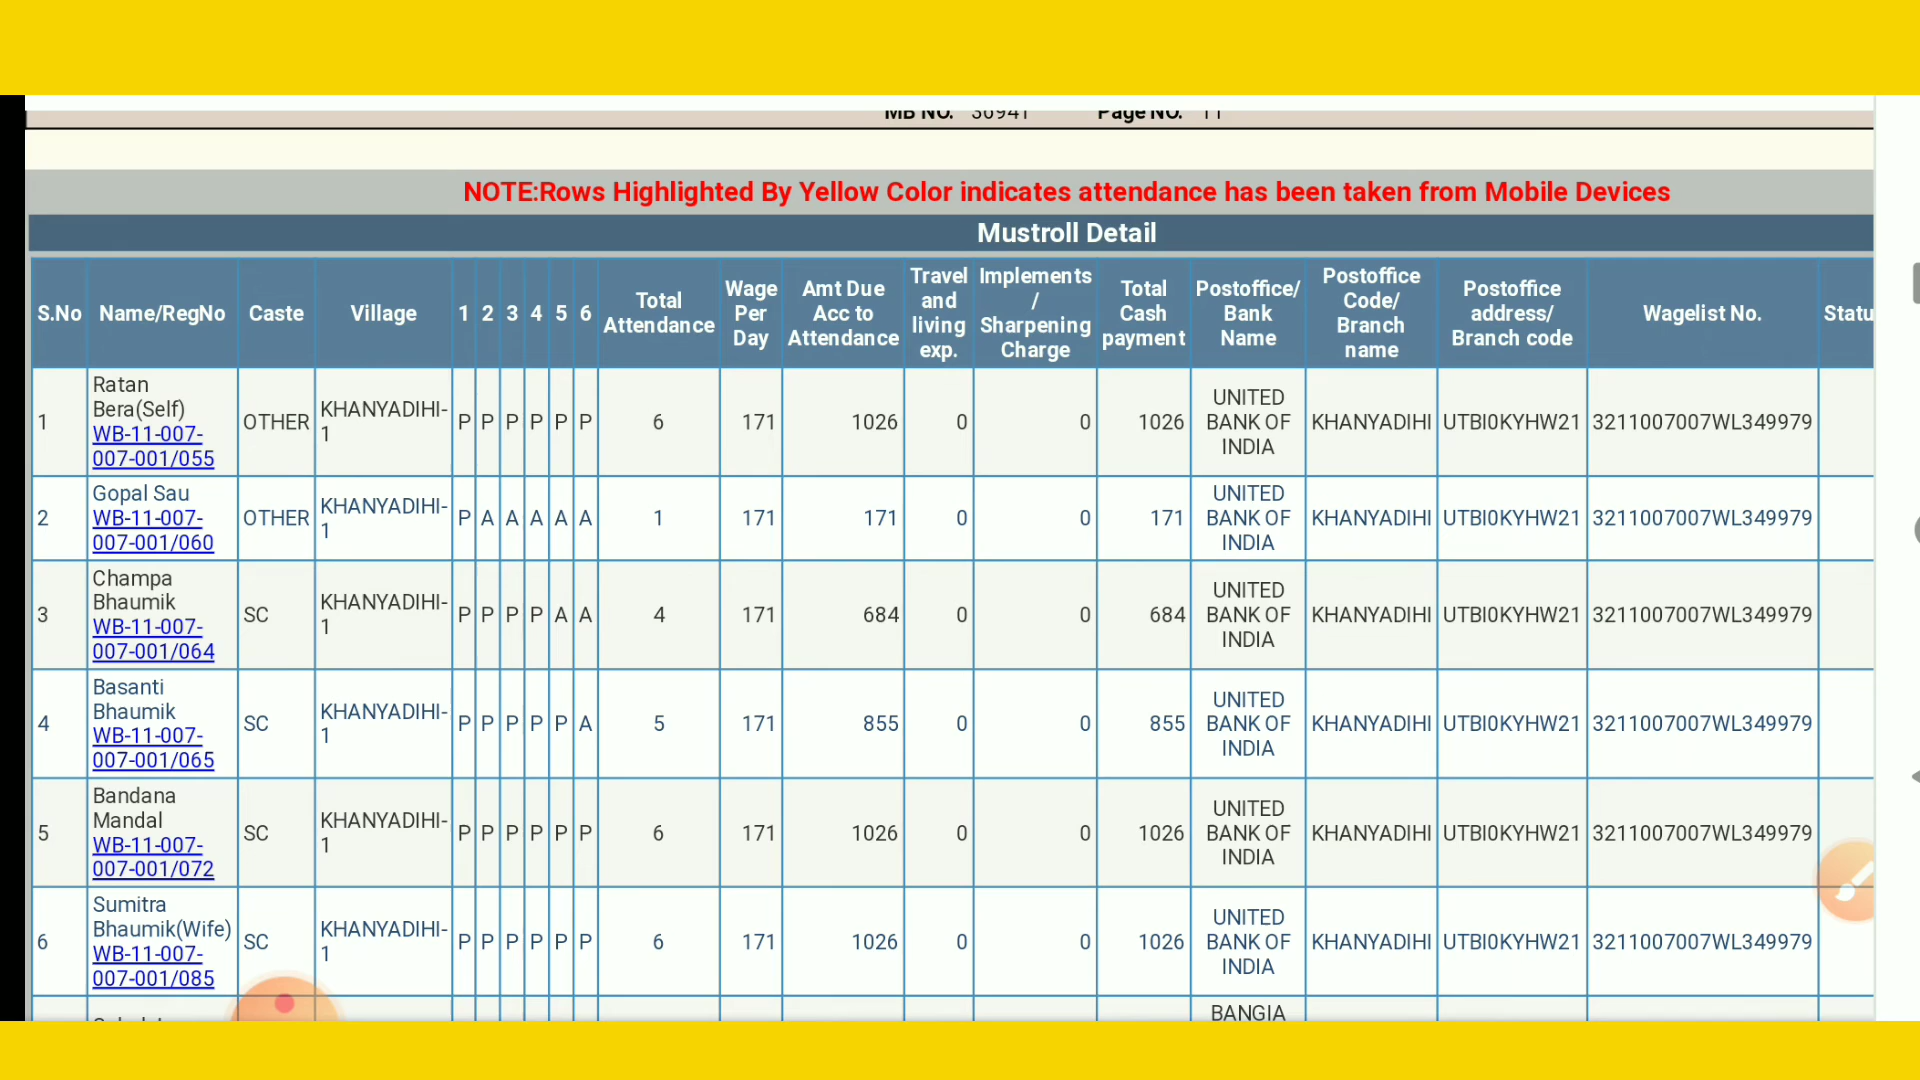 MB NO. 36941 Page NO. 11
NOTE:Rows Highlighted By Yellow Color indicates attendance has been taken from Mobile Devices
Mustroll Detail
S.No Name/RegNo Caste Village 1 2 3 4 5 6 Total Attendance Wage Per Day Amt Due Acc to Attendance Travel and living exp. Implements / Sharpening Charge Total Cash payment Postoffice/ Bank Name Postoffice Code/ Branch name Postoffice address/ Branch code Wagelist No. Statu
1 Ratan Bera(Self) WB-11-007-007-001/055 OTHER KHANYADIHI-1 P P P P P P 6 171 1026 0 0 1026 UNITED BANK OF INDIA KHANYADIHI UTBI0KYHW21 3211007007WL349979
2 Gopal Sau WB-11-007-007-001/060 OTHER KHANYADIHI-1 P A A A A A 1 171 171 0 0 171 UNITED BANK OF INDIA KHANYADIHI UTBI0KYHW21 3211007007WL349979
3 Champa Bhaumik WB-11-007-007-001/064 SC KHANYADIHI-1 P P P P A A 4 171 684 0 0 684 UNITED BANK OF INDIA KHANYADIHI UTBI0KYHW21 3211007007WL349979
4 Basanti Bhaumik WB-11-007-007-001/065 SC KHANYADIHI-1 P P P P P A 5 171 855 0 0 855 UNITED BANK OF INDIA KHANYADIHI UTBI0KYHW21 3211007007WL349979
5 Bandana Mandal WB-11-007-007-001/072 SC KHANYADIHI-1 P P P P P P 6 171 1026 0 0 1026 UNITED BANK OF INDIA KHANYADIHI UTBI0KYHW21 3211007007WL349979
6 Sumitra Bhaumik(Wife) WB-11-007-007-001/085 SC KHANYADIHI-1 P P P P P P 6 171 1026 0 0 1026 UNITED BANK OF INDIA KHANYADIHI UTBI0KYHW21 3211007007WL349979
BANGIA